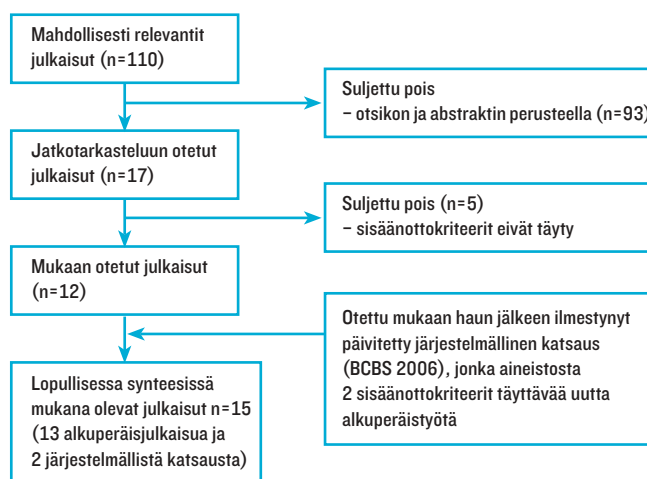 Mahdollisesti relevantit
julkaisut (n=110)
Suljettu pois
– otsikon ja abstraktin perusteella (n=93)
Jatkotarkasteluun otetut
julkaisut (n=17)
Suljettu pois (n=5)
– sisäänottokriteerit eivät täyty
Mukaan otetut julkaisut
(n=12)
Otettu mukaan haun jälkeen ilmestynyt
päivitetty järjestelmällinen katsaus
(BCBS 2006), jonka aineistosta
2 sisäänottokriteerit täyttävää uutta
alkuperäistyötä
Lopullisessa synteesissä
mukana olevat julkaisut n=15
(13 alkuperäisjulkaisua ja
2 järjestelmällistä katsausta)